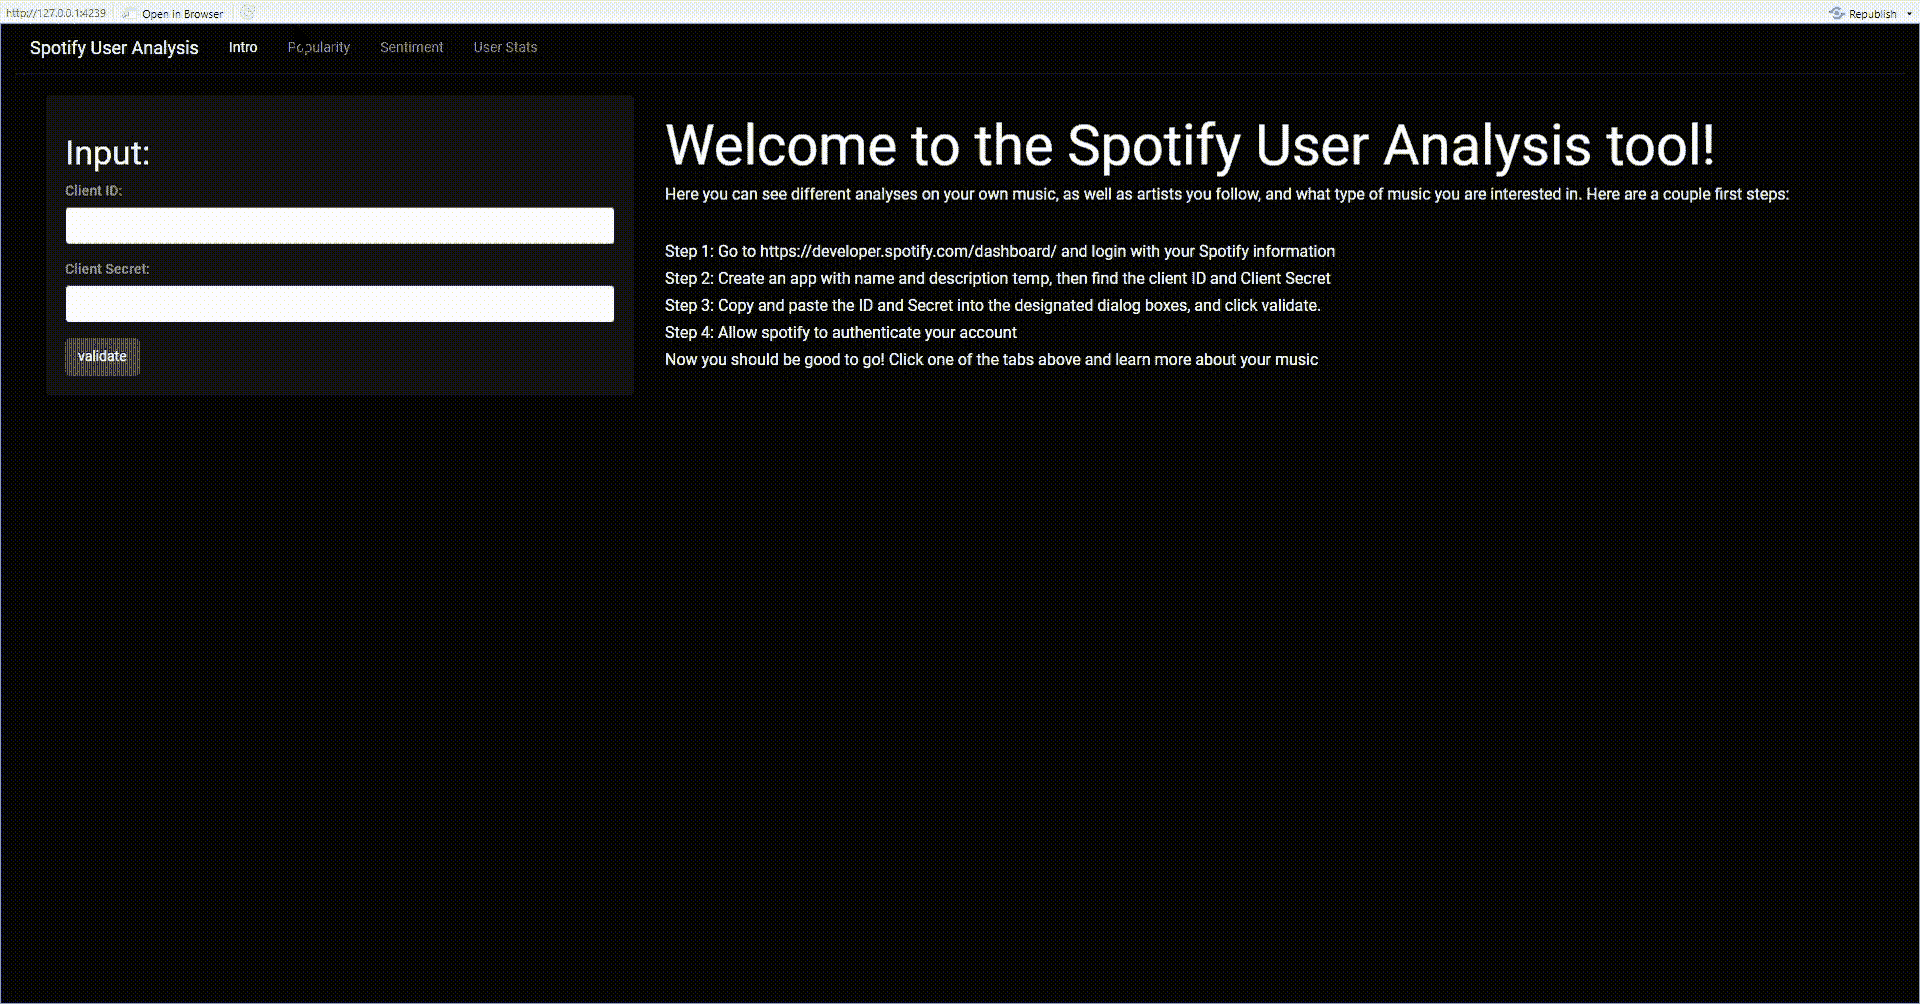 http://127.0.0.1:4239 Open in Browser Republish
Spotify User Analysis Intro Popularity Sentiment User Stats
Input:
Client ID:
Client Secret:
validate
Welcome to the Spotify User Analysis tool!
Here you can see different analyses on your own music, as well as artists you follow, and what type of music you are interested in. Here are a couple first steps:
Step 1: Go to https://developer.spotify.com/dashboard/ and login with your Spotify information
Step 2: Create an app with name and description temp, then find the client ID and Client Secret
Step 3: Copy and paste the ID and Secret into the designated dialog boxes, and click validate.
Step 4: Allow spotify to authenticate your account
Now you should be good to go! Click one of the tabs above and learn more about your music